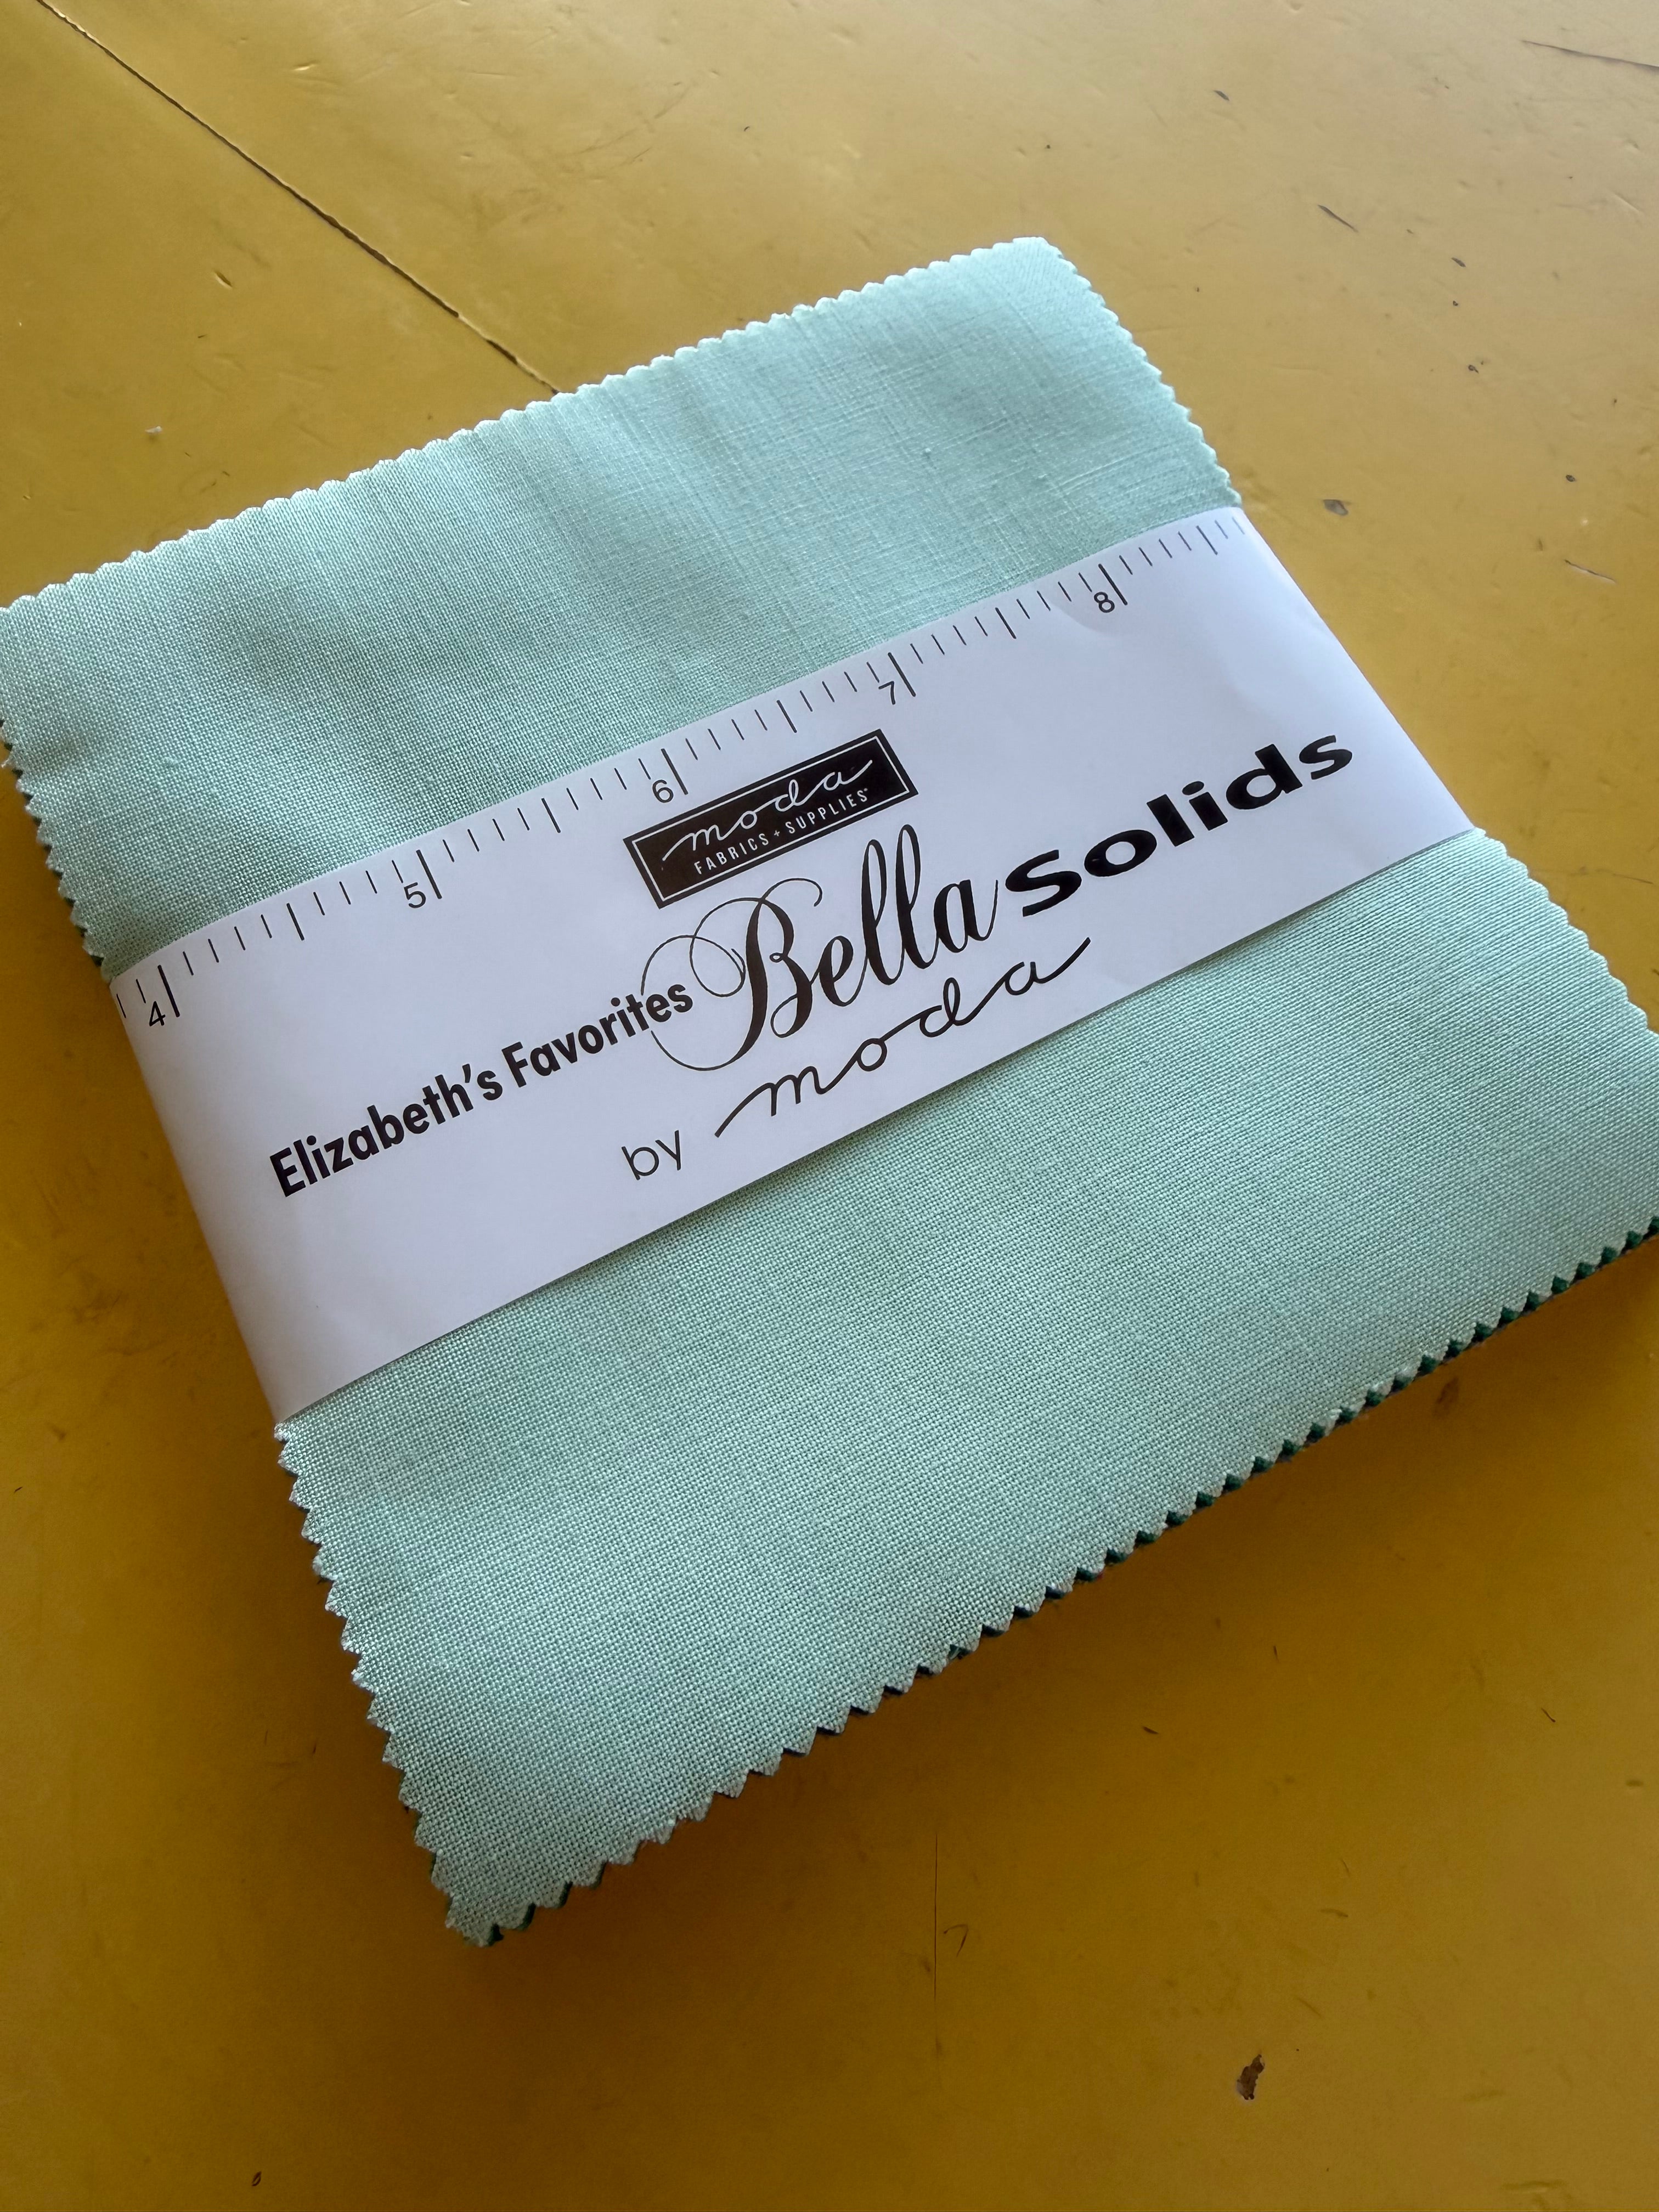 4 5 6 7 8
moda
FABRICS + SUPPLIES
Elizabeth's Favorites Bella solids
by moda